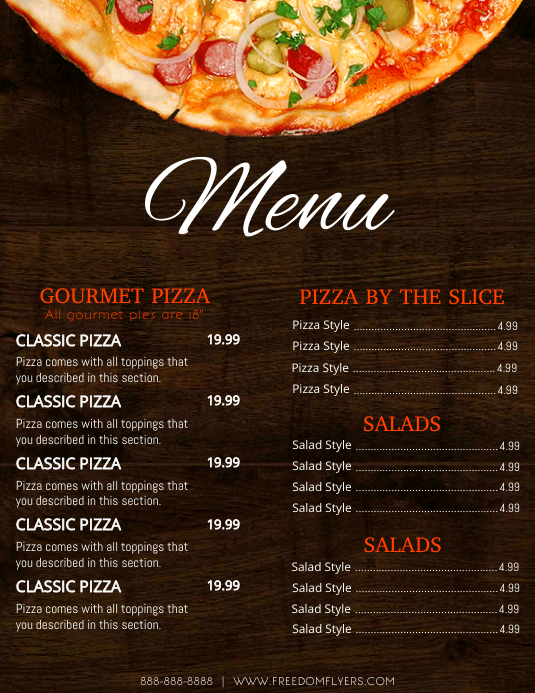 Menu
GOURMET PIZZA
All gourmet pies are 18"
CLASSIC PIZZA 19.99
Pizza comes with all toppings that
you described in this section.
CLASSIC PIZZA 19.99
Pizza comes with all toppings that
you described in this section.
CLASSIC PIZZA 19.99
Pizza comes with all toppings that
you described in this section.
CLASSIC PIZZA 19.99
Pizza comes with all toppings that
you described in this section.
CLASSIC PIZZA 19.99
Pizza comes with all toppings that
you described in this section.
PIZZA BY THE SLICE
Pizza Style ........................................ 4.99
Pizza Style ........................................ 4.99
Pizza Style ........................................ 4.99
Pizza Style ........................................ 4.99
SALADS
Salad Style ........................................ 4.99
Salad Style ........................................ 4.99
Salad Style ........................................ 4.99
Salad Style ........................................ 4.99
SALADS
Salad Style ........................................ 4.99
Salad Style ........................................ 4.99
Salad Style ........................................ 4.99
Salad Style ........................................ 4.99
888-888-8888 | WWW.FREEDOMFLYERS.COM